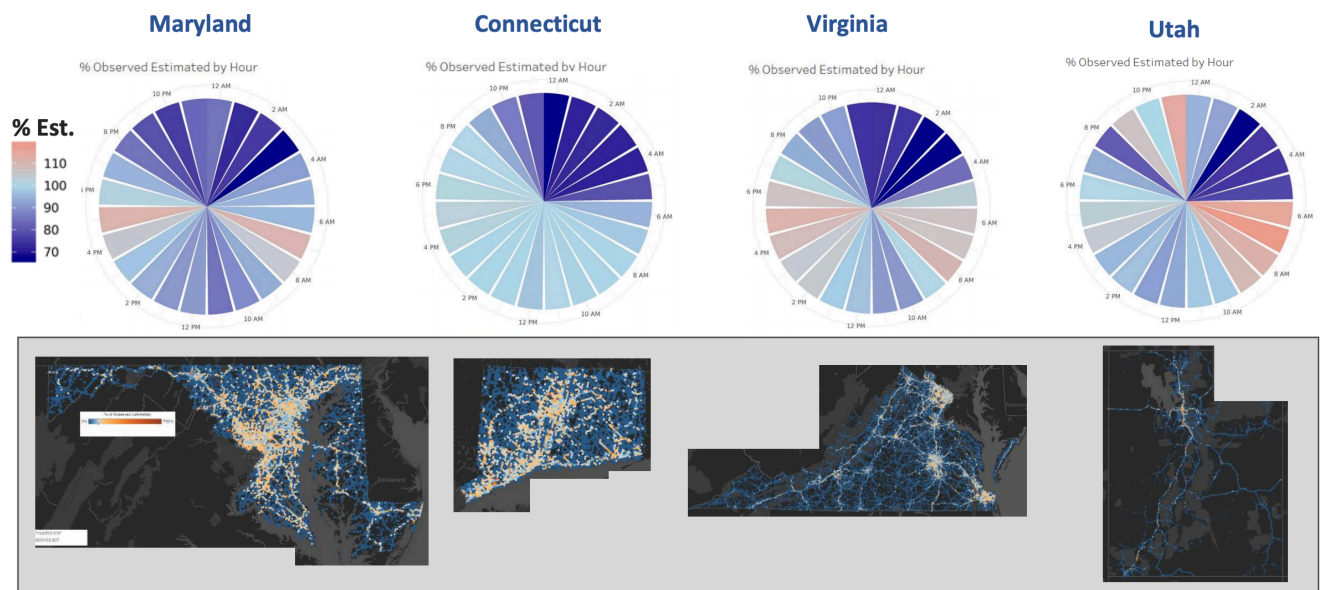 Maryland
Connecticut
Virginia
Utah
% Observed Estimated by Hour
12 AM
2 AM
4 AM
6 AM
8 AM
10 AM
12 PM
2 PM
4 PM
PM
8 PM
10 PM
% Observed Estimated by Hour
12 AM
2 AM
4 AM
6 AM
8 AM
10 AM
12 PM
2 PM
4 PM
6 PM
8 PM
10 PM
% Observed Estimated by Hour
12 AM
2 AM
4 AM
6 AM
8 AM
10 AM
12 PM
2 PM
4 PM
6 PM
8 PM
10 PM
% Observed Estimated by Hour
12 AM
2 AM
4 AM
6 AM
8 AM
10 AM
12 PM
2 PM
4 PM
6 PM
8 PM
10 PM
% Est.
110
100
90
80
70
% of Observed Estimated
Delaware